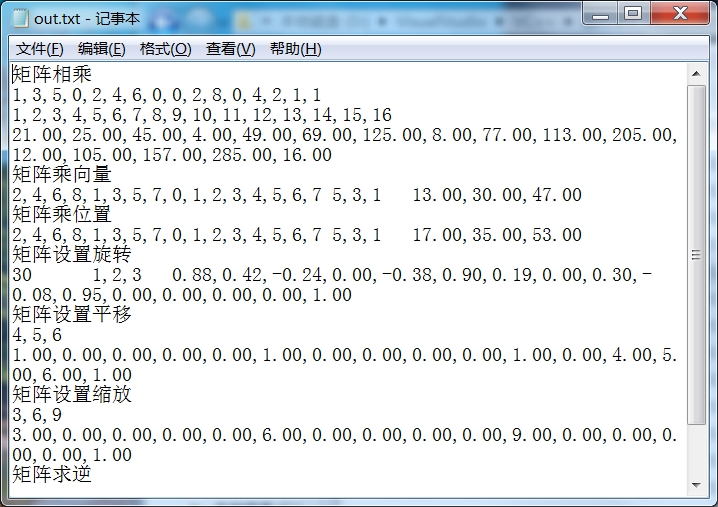 out.txt - 记事本
文件(F) 编辑(E) 格式(O) 查看(V) 帮助(H)
矩阵相乘
1,3,5,0,2,4,6,0,0,2,8,0,4,2,1,1
1,2,3,4,5,6,7,8,9,10,11,12,13,14,15,16
21.00,25.00,45.00,4.00,49.00,69.00,125.00,8.00,77.00,113.00,205.00,
12.00,105.00,157.00,285.00,16.00
矩阵乘向量
2,4,6,8,1,3,5,7,0,1,2,3,4,5,6,7 5,3,1   13.00,30.00,47.00
矩阵乘位置
2,4,6,8,1,3,5,7,0,1,2,3,4,5,6,7 5,3,1   17.00,35.00,53.00
矩阵设置旋转
30      1,2,3   0.88,0.42,-0.24,0.00,-0.38,0.90,0.19,0.00,0.30,-
0.08,0.95,0.00,0.00,0.00,0.00,1.00
矩阵设置平移
4,5,6
1.00,0.00,0.00,0.00,0.00,1.00,0.00,0.00,0.00,0.00,1.00,0.00,4.00,5.
00,6.00,1.00
矩阵设置缩放
3,6,9
3.00,0.00,0.00,0.00,0.00,6.00,0.00,0.00,0.00,0.00,9.00,0.00,0.00,0.
00,0.00,1.00
矩阵求逆